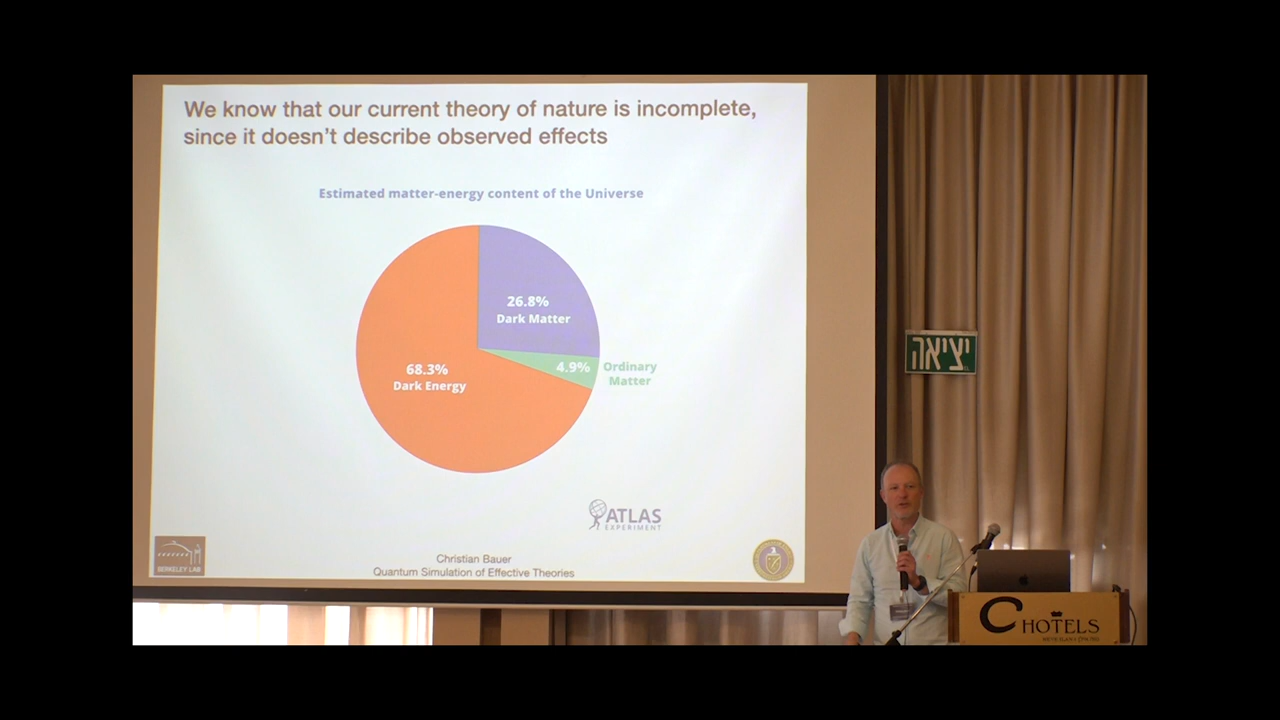 We know that our current theory of nature is incomplete,
since it doesn't describe observed effects
Estimated matter-energy content of the Universe
26.8%
Dark Matter
4.9%
Ordinary
Matter
68.3%
Dark Energy
ATLAS
EXPERIMENT
BERKELEY LAB
Christian Bauer
Quantum Simulation of Effective Theories
יציאה
C HOTELS